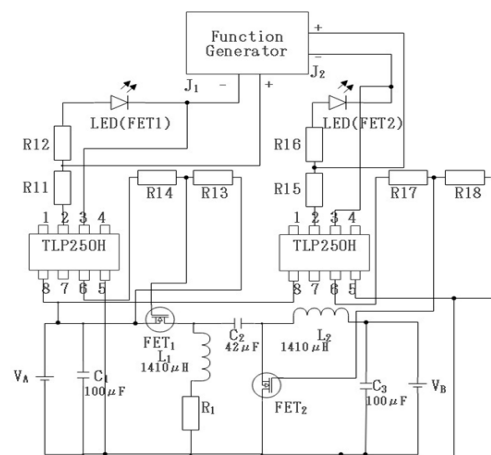 Function
Generator
+
-
J1
-
+
J2
LED(FET1)
LED(FET2)
R12
R16
R11
R14
R13
R15
R17
R18
1 2 3 4
1 2 3 4
TLP250H
TLP250H
8 7 6 5
8 7 6 5
FET1
C2
42μF
L2
1410μH
L1
1410μH
VA
C1
100μF
R1
FET2
C3
100μF
VB